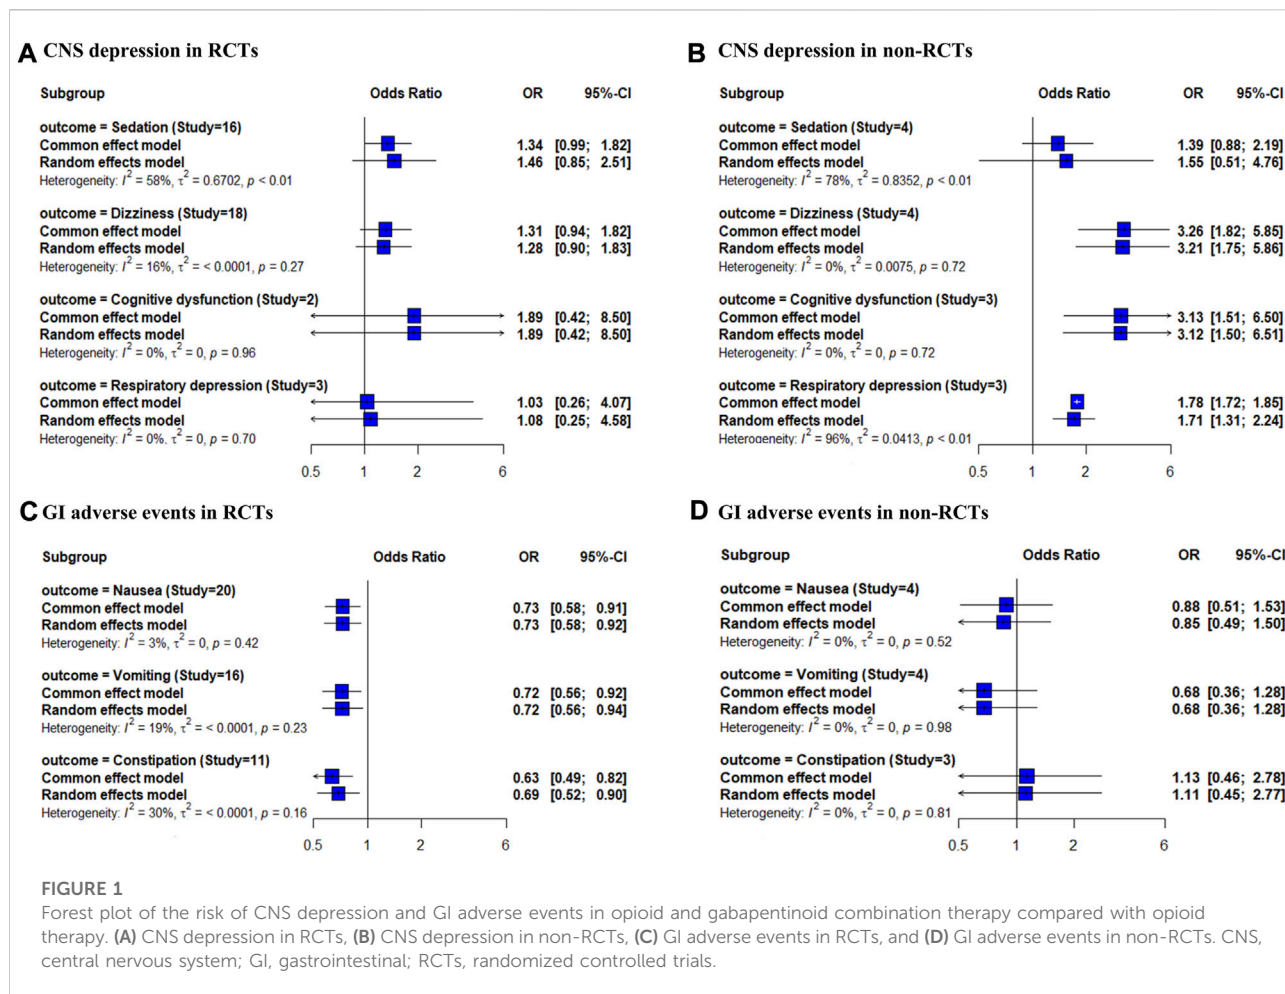 A CNS depression in RCTs
Subgroup Odds Ratio OR 95%-CI
outcome = Sedation (Study=16)
Common effect model 1.34 [0.99; 1.82]
Random effects model 1.46 [0.85; 2.51]
Heterogeneity: I² = 58%, τ² = 0.6702, p < 0.01
outcome = Dizziness (Study=18)
Common effect model 1.31 [0.94; 1.82]
Random effects model 1.28 [0.90; 1.83]
Heterogeneity: I² = 16%, τ² = < 0.0001, p = 0.27
outcome = Cognitive dysfunction (Study=2)
Common effect model 1.89 [0.42; 8.50]
Random effects model 1.89 [0.42; 8.50]
Heterogeneity: I² = 0%, τ² = 0, p = 0.96
outcome = Respiratory depression (Study=3)
Common effect model 1.03 [0.26; 4.07]
Random effects model 1.08 [0.25; 4.58]
Heterogeneity: I² = 0%, τ² = 0, p = 0.70
0.5 1 2 6
B CNS depression in non-RCTs
Subgroup Odds Ratio OR 95%-CI
outcome = Sedation (Study=4)
Common effect model 1.39 [0.88; 2.19]
Random effects model 1.55 [0.51; 4.76]
Heterogeneity: I² = 78%, τ² = 0.8352, p < 0.01
outcome = Dizziness (Study=4)
Common effect model 3.26 [1.82; 5.85]
Random effects model 3.21 [1.75; 5.86]
Heterogeneity: I² = 0%, τ² = 0.0075, p = 0.72
outcome = Cognitive dysfunction (Study=3)
Common effect model 3.13 [1.51; 6.50]
Random effects model 3.12 [1.50; 6.51]
Heterogeneity: I² = 0%, τ² = 0, p = 0.72
outcome = Respiratory depression (Study=3)
Common effect model 1.78 [1.72; 1.85]
Random effects model 1.71 [1.31; 2.24]
Heterogeneity: I² = 96%, τ² = 0.0413, p < 0.01
0.5 1 2 6
C GI adverse events in RCTs
Subgroup Odds Ratio OR 95%-CI
outcome = Nausea (Study=20)
Common effect model 0.73 [0.58; 0.91]
Random effects model 0.73 [0.58; 0.92]
Heterogeneity: I² = 3%, τ² = 0, p = 0.42
outcome = Vomiting (Study=16)
Common effect model 0.72 [0.56; 0.92]
Random effects model 0.72 [0.56; 0.94]
Heterogeneity: I² = 19%, τ² = < 0.0001, p = 0.23
outcome = Constipation (Study=11)
Common effect model 0.63 [0.49; 0.82]
Random effects model 0.69 [0.52; 0.90]
Heterogeneity: I² = 30%, τ² = < 0.0001, p = 0.16
0.5 1 2 6
D GI adverse events in non-RCTs
Subgroup Odds Ratio OR 95%-CI
outcome = Nausea (Study=4)
Common effect model 0.88 [0.51; 1.53]
Random effects model 0.85 [0.49; 1.50]
Heterogeneity: I² = 0%, τ² = 0, p = 0.52
outcome = Vomiting (Study=4)
Common effect model 0.68 [0.36; 1.28]
Random effects model 0.68 [0.36; 1.28]
Heterogeneity: I² = 0%, τ² = 0, p = 0.98
outcome = Constipation (Study=3)
Common effect model 1.13 [0.46; 2.78]
Random effects model 1.11 [0.45; 2.77]
Heterogeneity: I² = 0%, τ² = 0, p = 0.81
0.5 1 2 6
FIGURE 1
Forest plot of the risk of CNS depression and GI adverse events in opioid and gabapentinoid combination therapy compared with opioid
therapy. (A) CNS depression in RCTs, (B) CNS depression in non-RCTs, (C) GI adverse events in RCTs, and (D) GI adverse events in non-RCTs. CNS,
central nervous system; GI, gastrointestinal; RCTs, randomized controlled trials.